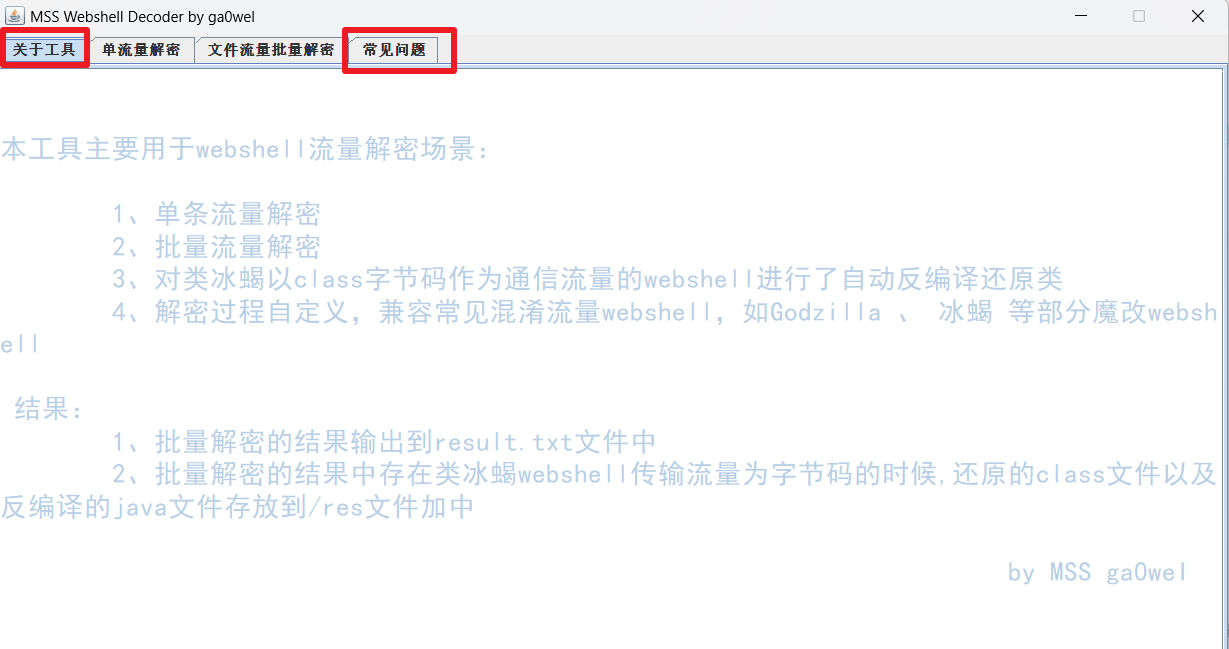 MSS Webshell Decoder by ga0wel
关于工具 单流量解密 文件流量批量解密 常见问题
本工具主要用于webshell流量解密场景：
1、单条流量解密
2、批量流量解密
3、对类冰蝎以class字节码作为通信流量的webshell进行了自动反编译还原类
4、解密过程自定义，兼容常见混淆流量webshell，如Godzilla 、 冰蝎 等部分魔改websh
ell
结果：
1、批量解密的结果输出到result.txt文件中
2、批量解密的结果中存在类冰蝎webshell传输流量为字节码的时候,还原的class文件以及
反编译的java文件存放到/res文件加中
by MSS ga0wel